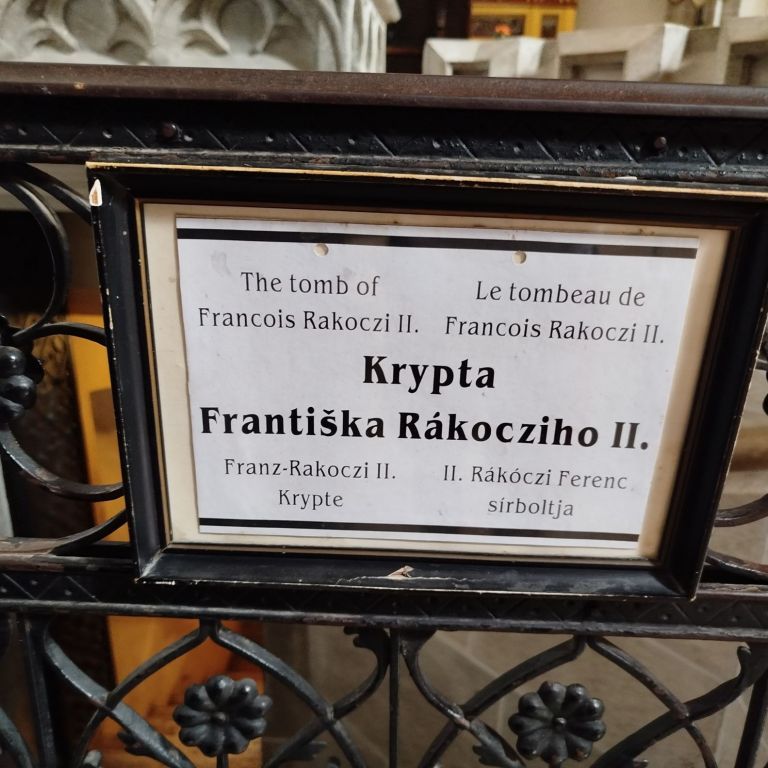 The tomb of
Francois Rakoczi II.
Le tombeau de
Francois Rakoczi II.
Krypta
Františka Rákocziho II.
Franz-Rakoczi II.
Krypte
II. Rákóczi Ferenc
sírboltja